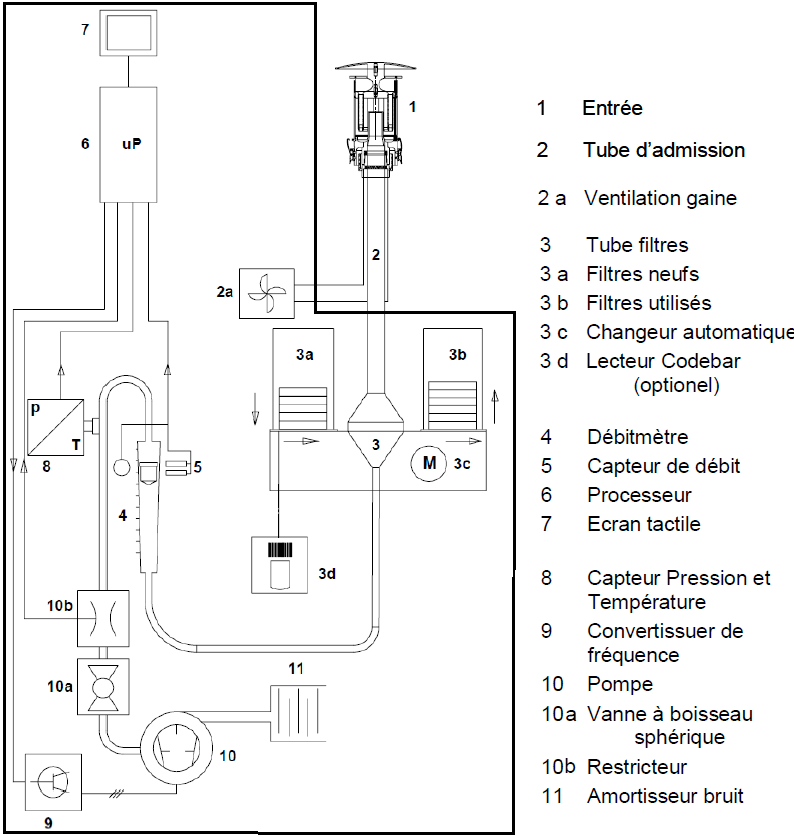 7
6
uP
1
2
2a
3a
3b
p
T
8
5
4
3
M
3c
3d
10b
10a
11
10
9
1 Entrée
2 Tube d'admission
2 a Ventilation gaine
3 Tube filtres
3 a Filtres neufs
3 b Filtres utilisés
3 c Changeur automatique
3 d Lecteur Codebar
(optionel)
4 Débitmètre
5 Capteur de débit
6 Processeur
7 Ecran tactile
8 Capteur Pression et
Température
9 Convertissuer de
fréquence
10 Pompe
10a Vanne à boisseau
sphérique
10b Restricteur
11 Amortisseur bruit